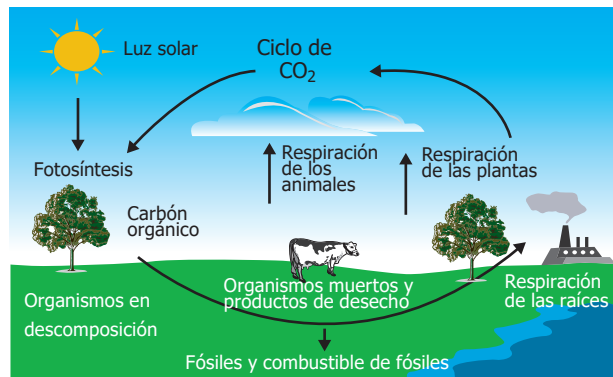 Luz solar
Ciclo de
CO₂
Fotosíntesis
Respiración
de los
animales
Respiración
de las plantas
Carbón
orgánico
Organismos en
descomposición
Organismos muertos y
productos de desecho
Respiración
de las raíces
Fósiles y combustible de fósiles